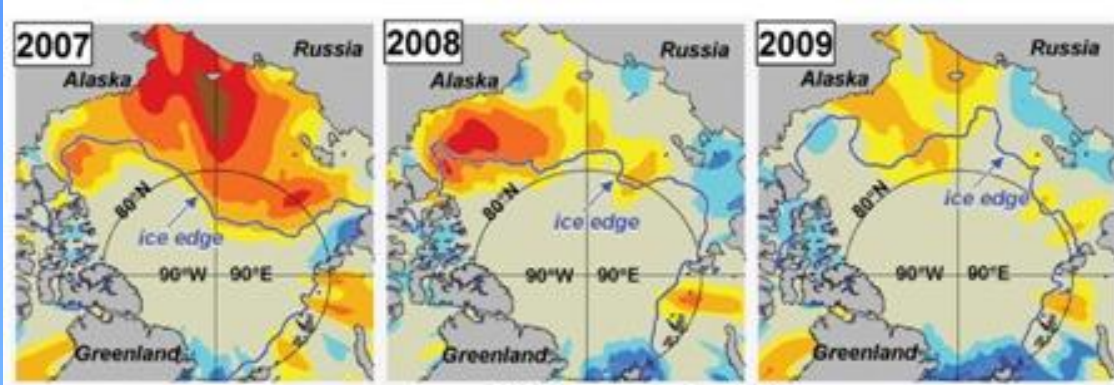 2007
Russia
Alaska
80°N
ice edge
90°W 90°E
Greenland
2008
Russia
Alaska
80°N
ice edge
90°W 90°E
Greenland
2009
Russia
Alaska
80°N
ice edge
90°W 90°E
Greenland